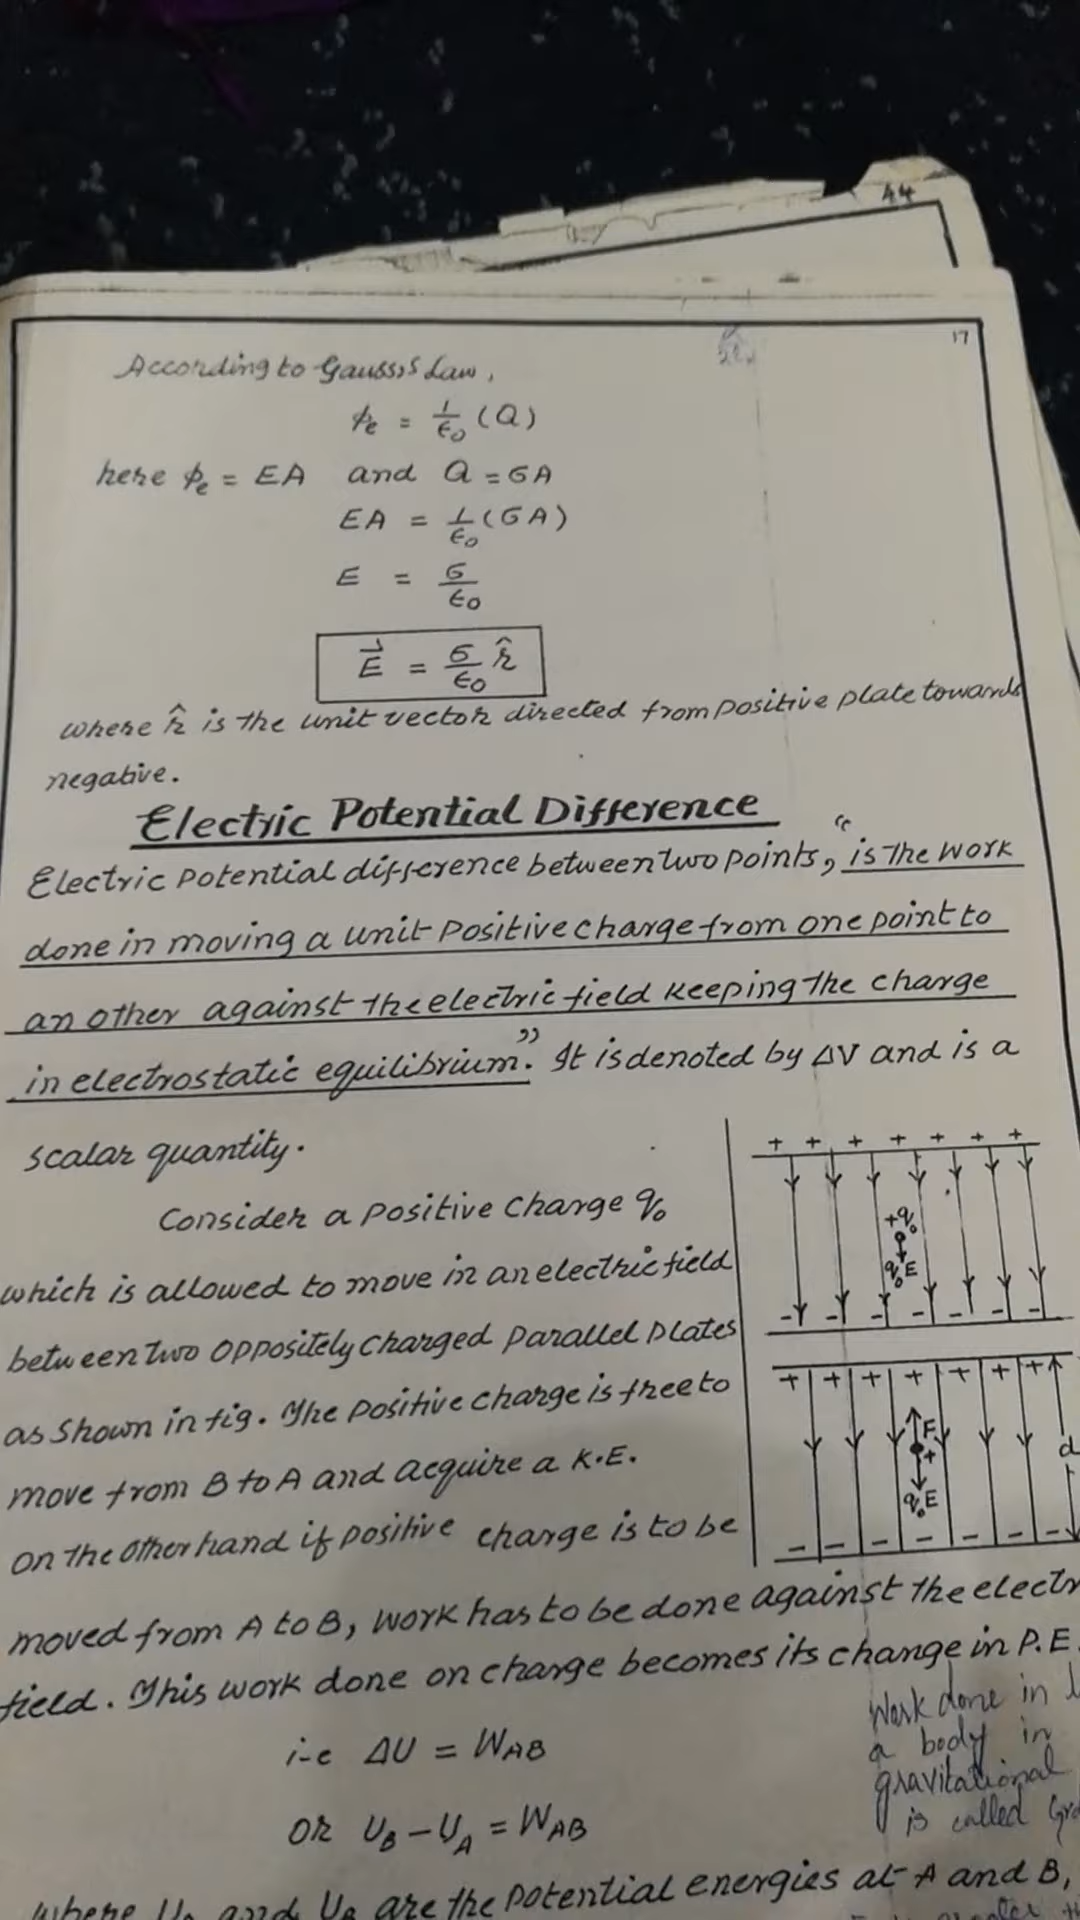 44
17
According to Gauss's Law,
ϕe = 1/ϵ0 (Q)
here ϕe = EA and Q = σA
EA = 1/ϵ0 (σA)
E = σ/ϵ0
E⃗ = σ/ϵ0 r̂
where r̂ is the unit vector directed from positive plate towards
negative.
Electric Potential Difference
Electric potential difference between two points, "is the work
done in moving a unit positive charge from one point to
an other against the electric field keeping the charge
in electrostatic equilibrium". It is denoted by ΔV and is a
scalar quantity.
Consider a positive charge q₀
which is allowed to move in an electric field
between two oppositely charged parallel plates
as shown in fig. The positive charge is free to
move from B to A and acquire a K.E.
on the other hand if positive charge is to be
+ + + + + + +
+q₀
q₀E
- - - - - - -
+ + + + + + +
F
+
d
q₀E
- - - - - - -
moved from A to B, work has to be done against the
field. This work done on charge becomes its change in P.E.
i-e ΔU = WAB
or UB - UA = WAB
Work done in
a body in
gravitational
is called
where and are the potential energies at A and B,